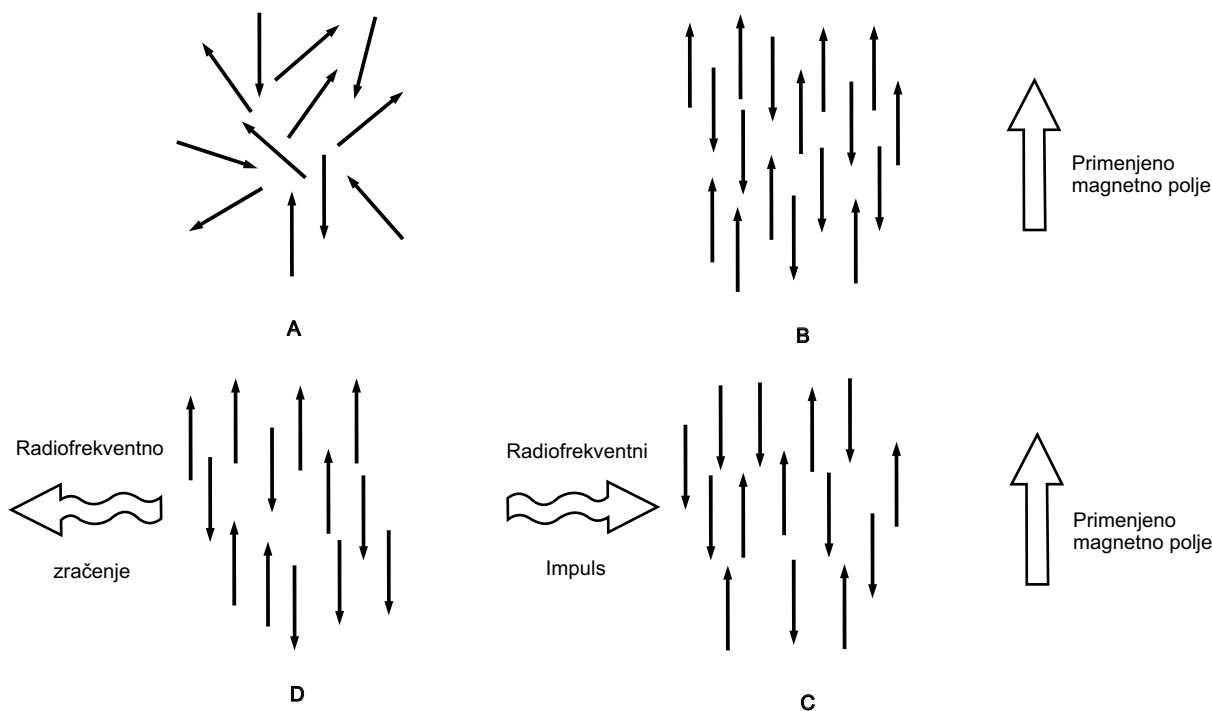 Primenjeno
magnetno polje
A
B
Radiofrekventno
zračenje
Radiofrekventni
Impuls
Primenjeno
magnetno polje
D
C